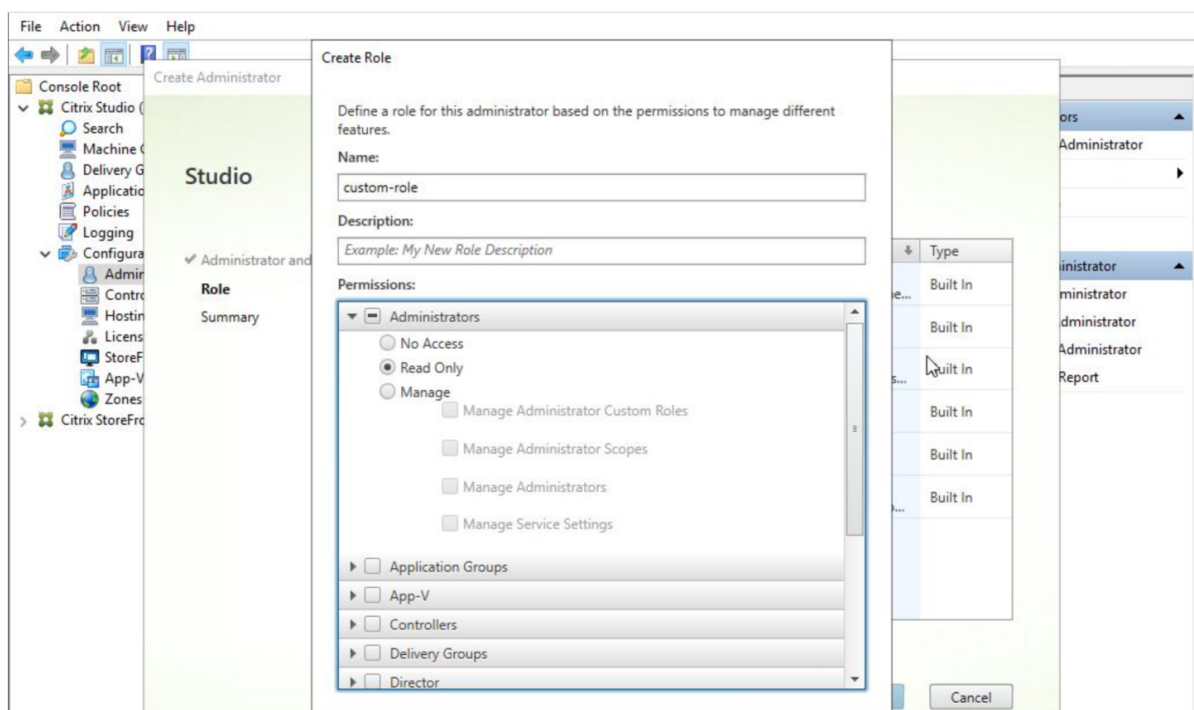 File Action View Help
Create Role
Create Administrator
Console Root
Citrix Studio (
Search
Machine
Delivery G
Applicatio
Policies
Logging
Configura
Admin
Contro
Hostin
Licens
StoreF
App-V
Zones
Citrix StoreFro
Studio
Administrator and
Role
Summary
Define a role for this administrator based on the permissions to manage different
features.
Name:
custom-role
Description:
Example: My New Role Description
Permissions:
Administrators
No Access
Read Only
Manage
Manage Administrator Custom Roles
Manage Administrator Scopes
Manage Administrators
Manage Service Settings
Application Groups
App-V
Controllers
Delivery Groups
Director
Type
Built In
Built In
Built In
Built In
Built In
Built In
Cancel
ors
Administrator
inistrator
ministrator
dministrator
Administrator
Report